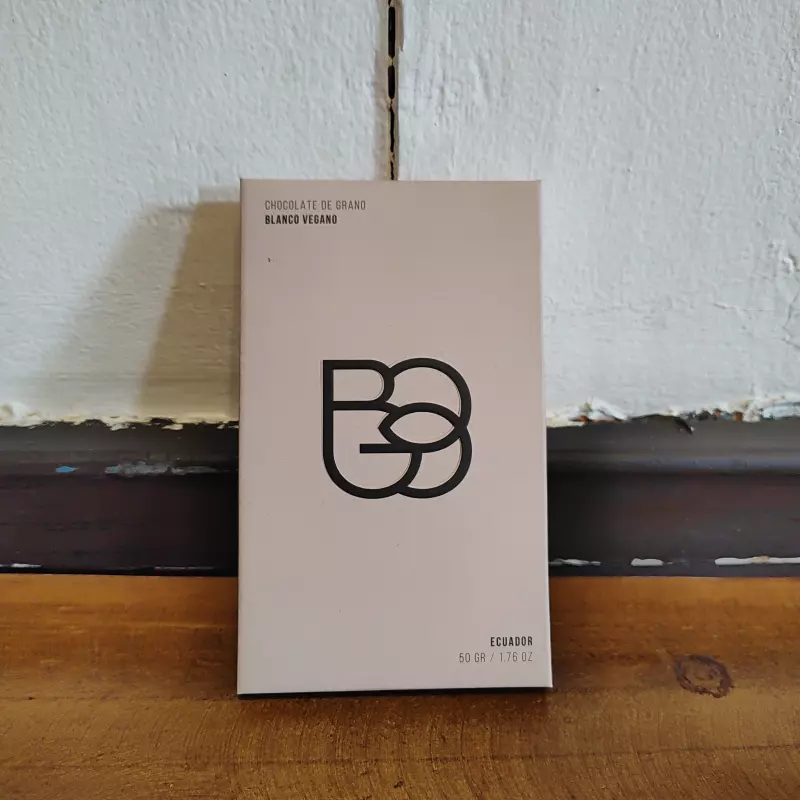 CHOCOLATE DE GRANO
BLANCO VEGANO
ECUADOR
50 GR / 1.76 OZ